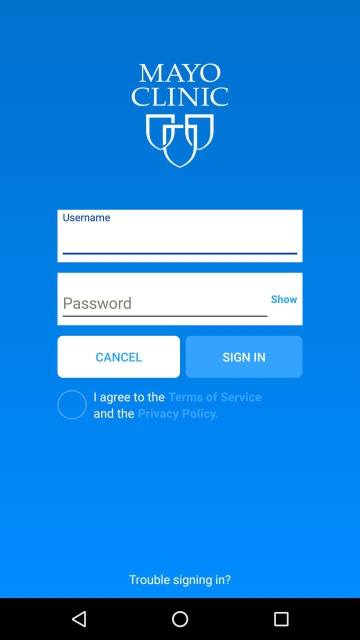 MAYO
CLINIC
Username
Password
Show
CANCEL
SIGN IN
I agree to the Terms of Service
and the Privacy Policy.
Trouble signing in?